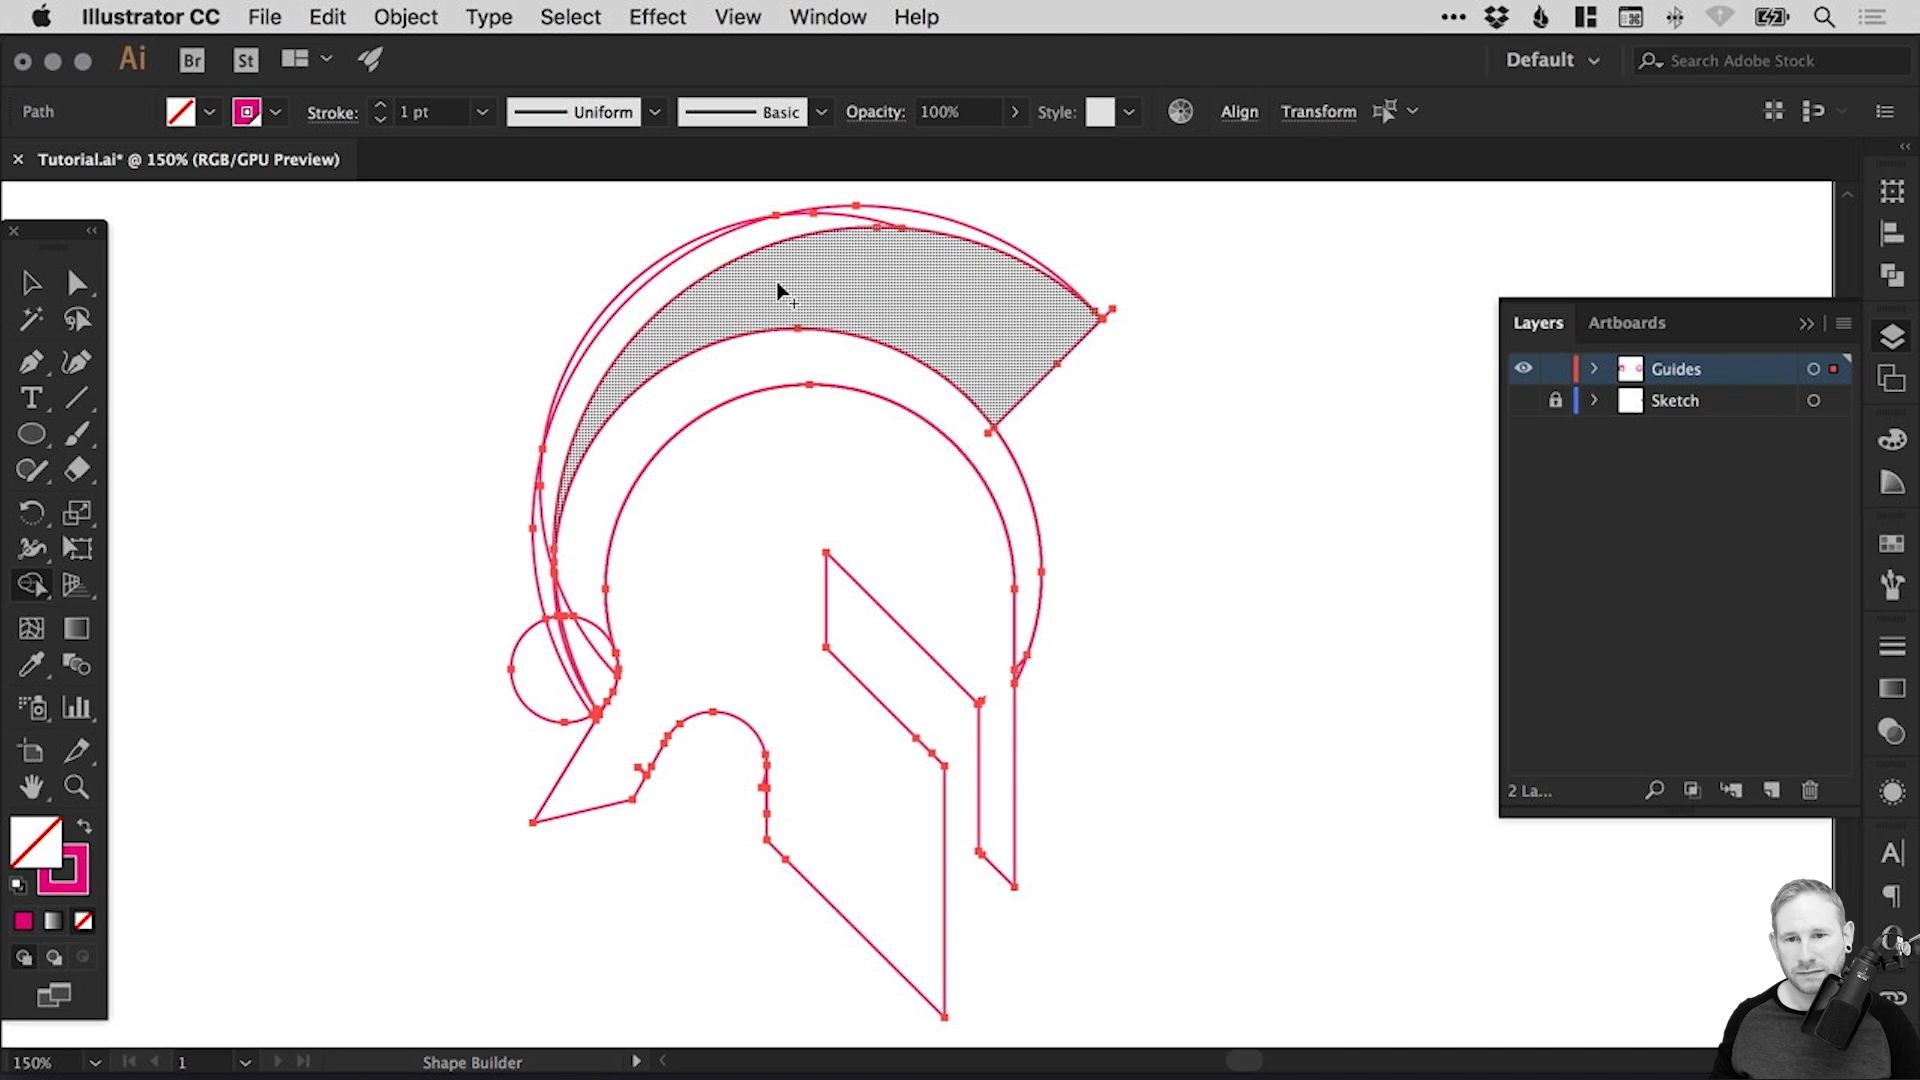 Illustrator CC File Edit Object Type Select Effect View Window Help
Ai Br St Default Search Adobe Stock
Path Stroke: 1 pt Uniform Basic Opacity: 100% Style: Align Transform
× Tutorial.ai* @ 150% (RGB/GPU Preview)
Layers Artboards
Guides
Sketch
2 La...
150% 1 Shape Builder